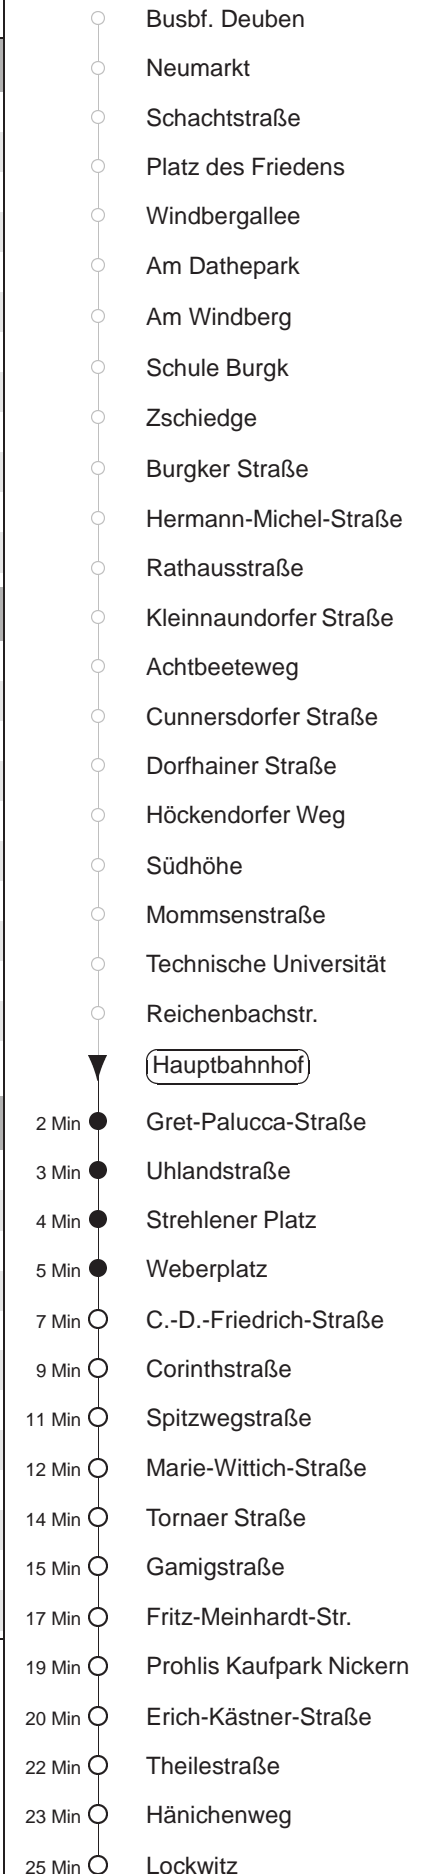 Busbf. Deuben
Neumarkt
Schachtstraße
Platz des Friedens
Windbergallee
Am Dathepark
Am Windberg
Schule Burgk
Zschiedge
Burgker Straße
Hermann-Michel-Straße
Rathausstraße
Kleinnaundorfer Straße
Achtbeeteweg
Cunnersdorfer Straße
Dorfhainer Straße
Höckendorfer Weg
Südhöhe
Mommsenstraße
Technische Universität
Reichenbachstr.
Hauptbahnhof
2 Min Gret-Palucca-Straße
3 Min Uhlandstraße
4 Min Strehlener Platz
5 Min Weberplatz
7 Min C.-D.-Friedrich-Straße
9 Min Corinthstraße
11 Min Spitzwegstraße
12 Min Marie-Wittich-Straße
14 Min Tornaer Straße
15 Min Gamigstraße
17 Min Fritz-Meinhardt-Str.
19 Min Prohlis Kaufpark Nickern
20 Min Erich-Kästner-Straße
22 Min Theilestraße
23 Min Hänichenweg
25 Min Lockwitz